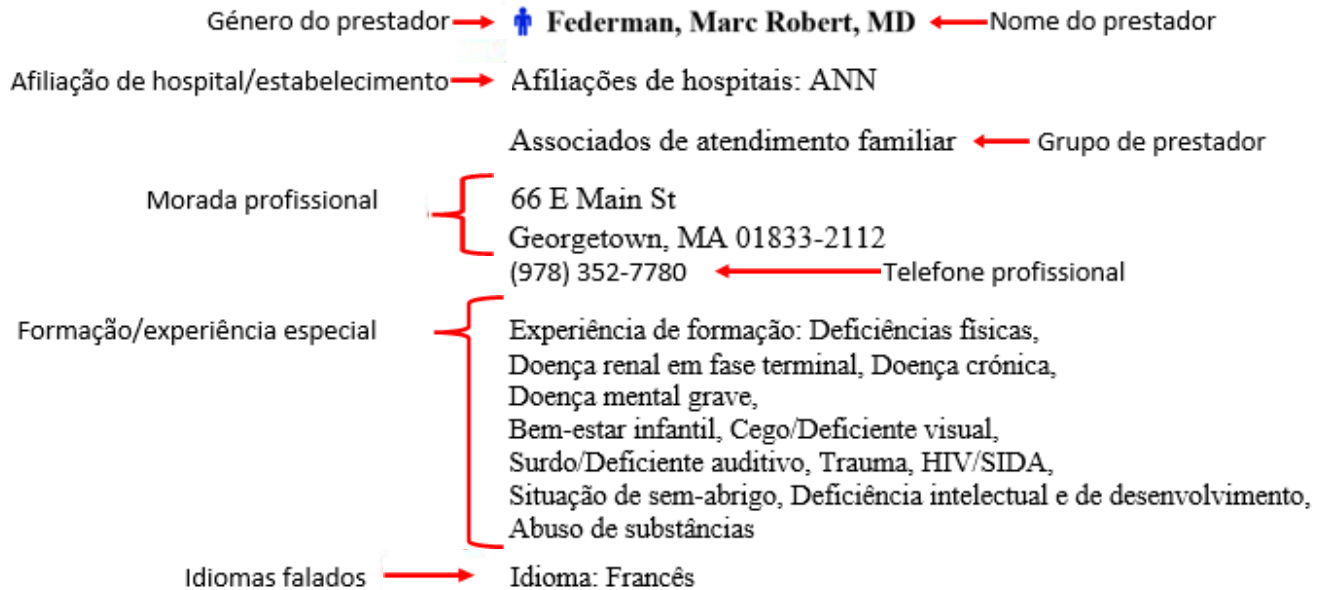 Género do prestador Federman, Marc Robert, MD Nome do prestador
Afiliação de hospital/estabelecimento Afiliações de hospitais: ANN
Associados de atendimento familiar Grupo de prestador
Morada profissional 66 E Main St
Georgetown, MA 01833-2112
(978) 352-7780 Telefone profissional
Formação/experiência especial Experiência de formação: Deficiências físicas,
Doença renal em fase terminal, Doença crónica,
Doença mental grave,
Bem-estar infantil, Cego/Deficiente visual,
Surdo/Deficiente auditivo, Trauma, HIV/SIDA,
Situação de sem-abrigo, Deficiência intelectual e de desenvolvimento,
Abuso de substâncias
Idiomas falados Idioma: Francês